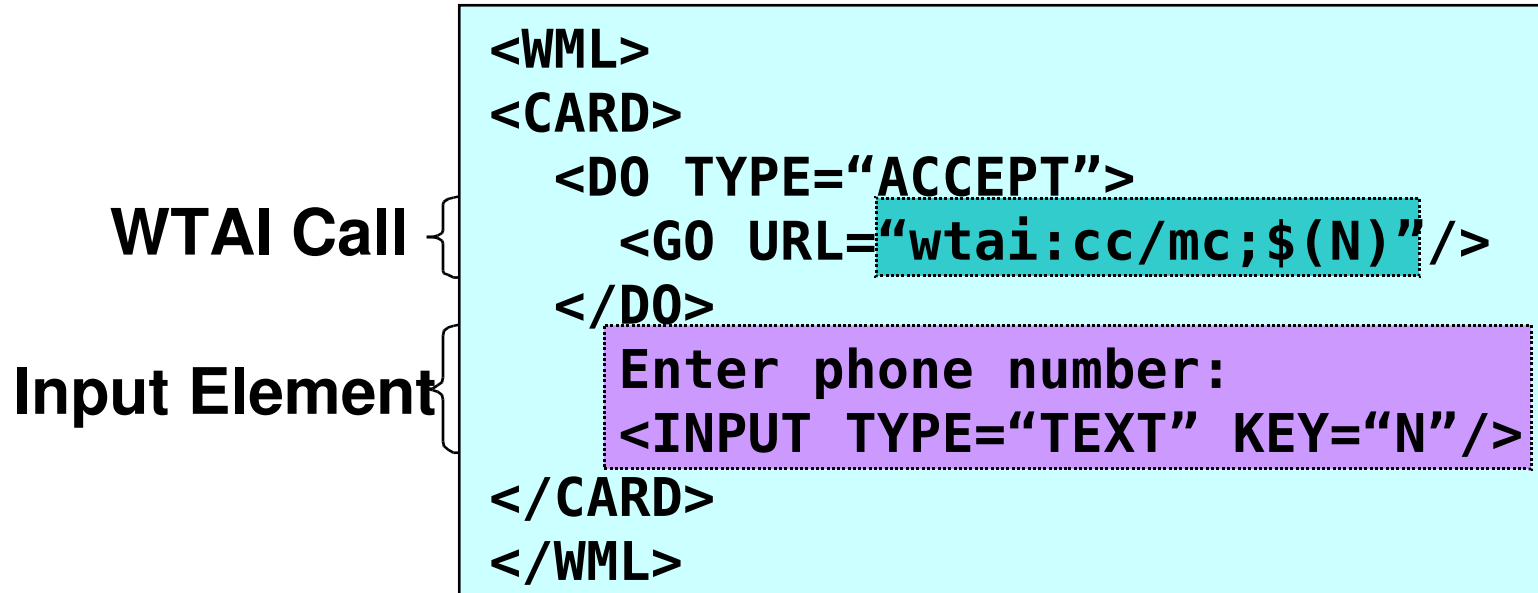 <WML>
<CARD>
<DO TYPE=“ACCEPT”>
WTAI Call
<GO URL=“wtai:cc/mc;$(N)”/>
</DO>
Input Element
Enter phone number:
<INPUT TYPE=“TEXT” KEY=“N”/>
</CARD>
</WML>